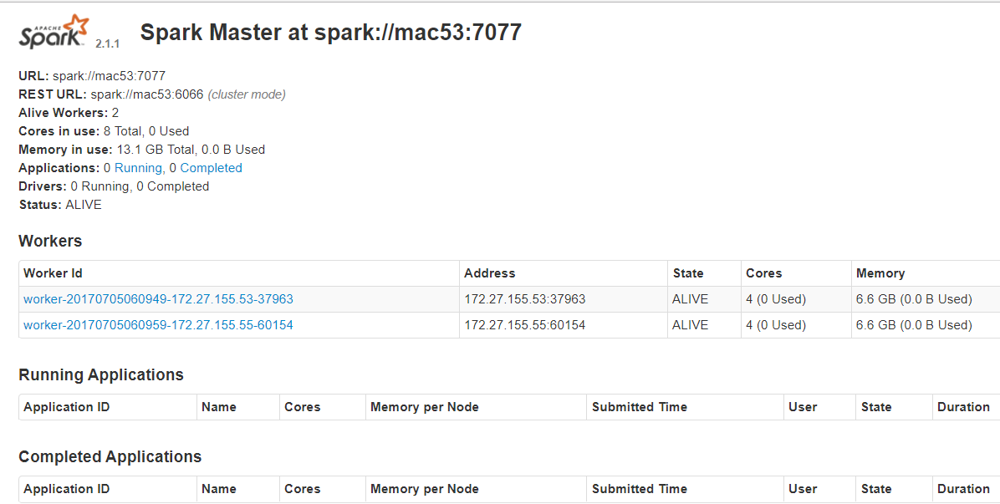 APACHE
Spark 2.1.1 Spark Master at spark://mac53:7077
URL: spark://mac53:7077
REST URL: spark://mac53:6066 (cluster mode)
Alive Workers: 2
Cores in use: 8 Total, 0 Used
Memory in use: 13.1 GB Total, 0.0 B Used
Applications: 0 Running, 0 Completed
Drivers: 0 Running, 0 Completed
Status: ALIVE
Workers
Worker Id Address State Cores Memory
worker-20170705060949-172.27.155.53-37963 172.27.155.53:37963 ALIVE 4 (0 Used) 6.6 GB (0.0 B Used)
worker-20170705060959-172.27.155.55-60154 172.27.155.55:60154 ALIVE 4 (0 Used) 6.6 GB (0.0 B Used)
Running Applications
Application ID Name Cores Memory per Node Submitted Time User State Duration
Completed Applications
Application ID Name Cores Memory per Node Submitted Time User State Duration